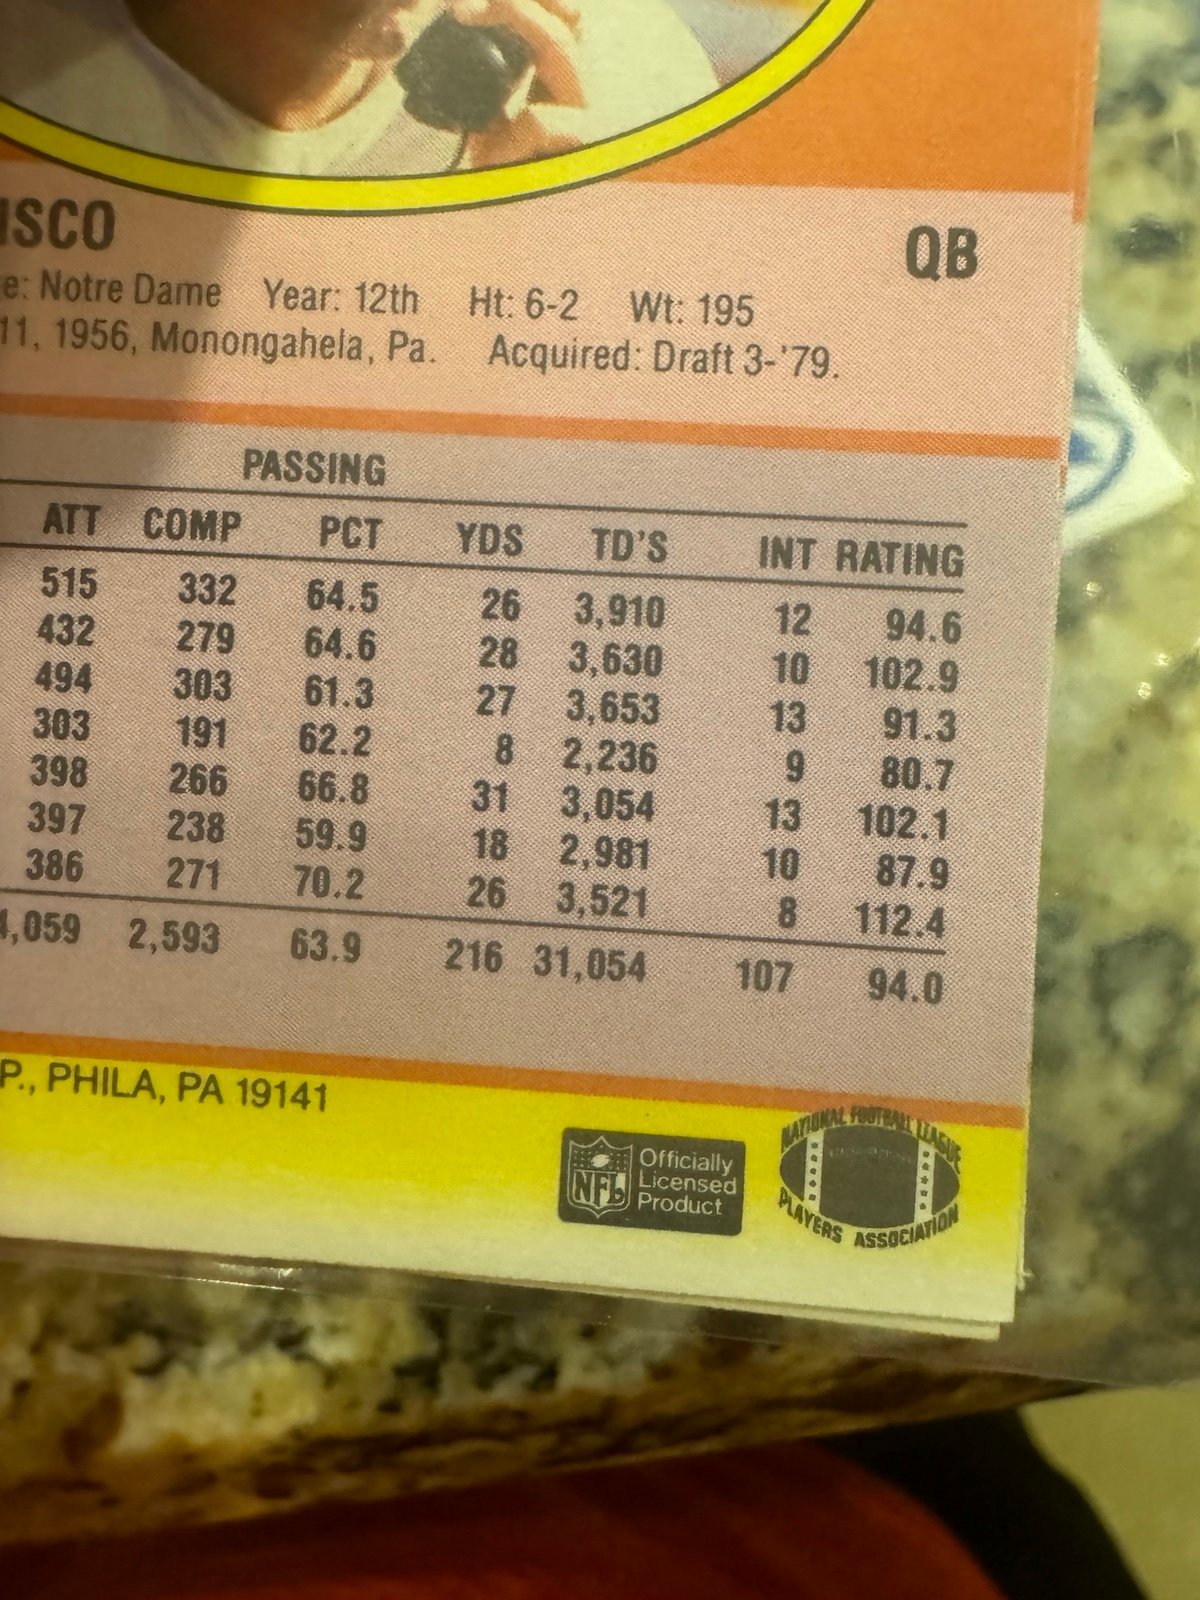 ISCO QB
e: Notre Dame Year: 12th Ht: 6-2 Wt: 195
11, 1956, Monongahela, Pa. Acquired: Draft 3-'79.
PASSING
ATT COMP PCT YDS TD'S INT RATING
515 332 64.5 26 3,910 12 94.6
432 279 64.6 28 3,630 10 102.9
494 303 61.3 27 3,653 13 91.3
303 191 62.2 8 2,236 9 80.7
398 266 66.8 31 3,054 13 102.1
397 238 59.9 18 2,981 10 87.9
386 271 70.2 26 3,521 8 112.4
4,059 2,593 63.9 216 31,054 107 94.0
P., PHILA, PA 19141
NFL
Officially
Licensed
Product
NATIONAL FOOTBALL LEAGUE
PLAYERS ASSOCIATION